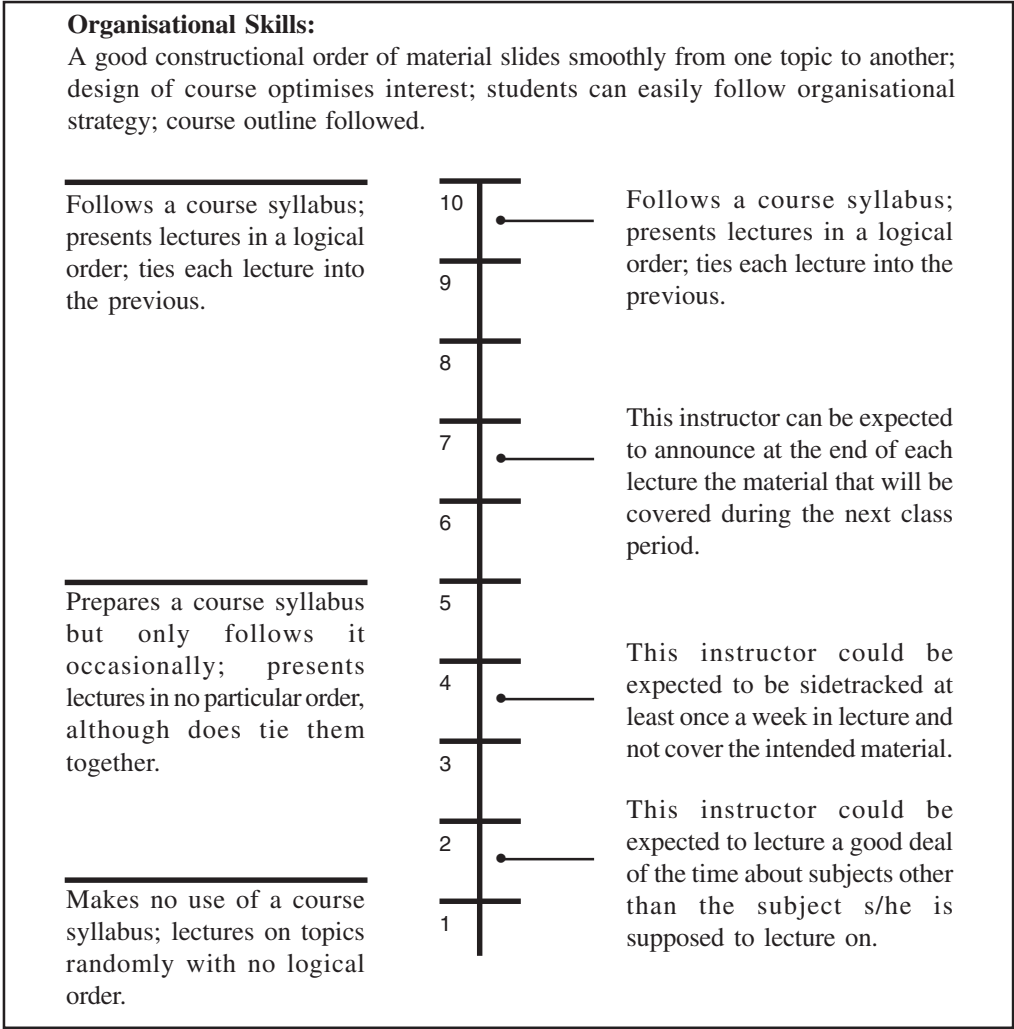 Organisational Skills:
A good constructional order of material slides smoothly from one topic to another;
design of course optimises interest; students can easily follow organisational
strategy; course outline followed.
Follows a course syllabus;
presents lectures in a logical
order; ties each lecture into
the previous.
Prepares a course syllabus
but only follows it
occasionally; presents
lectures in no particular order,
although does tie them
together.
Makes no use of a course
syllabus; lectures on topics
randomly with no logical
order.
10
9
8
7
6
5
4
3
2
1
Follows a course syllabus;
presents lectures in a logical
order; ties each lecture into the
previous.
This instructor can be expected
to announce at the end of each
lecture the material that will be
covered during the next class
period.
This instructor could be
expected to be sidetracked at
least once a week in lecture and
not cover the intended material.
This instructor could be
expected to lecture a good deal
of the time about subjects other
than the subject s/he is
supposed to lecture on.